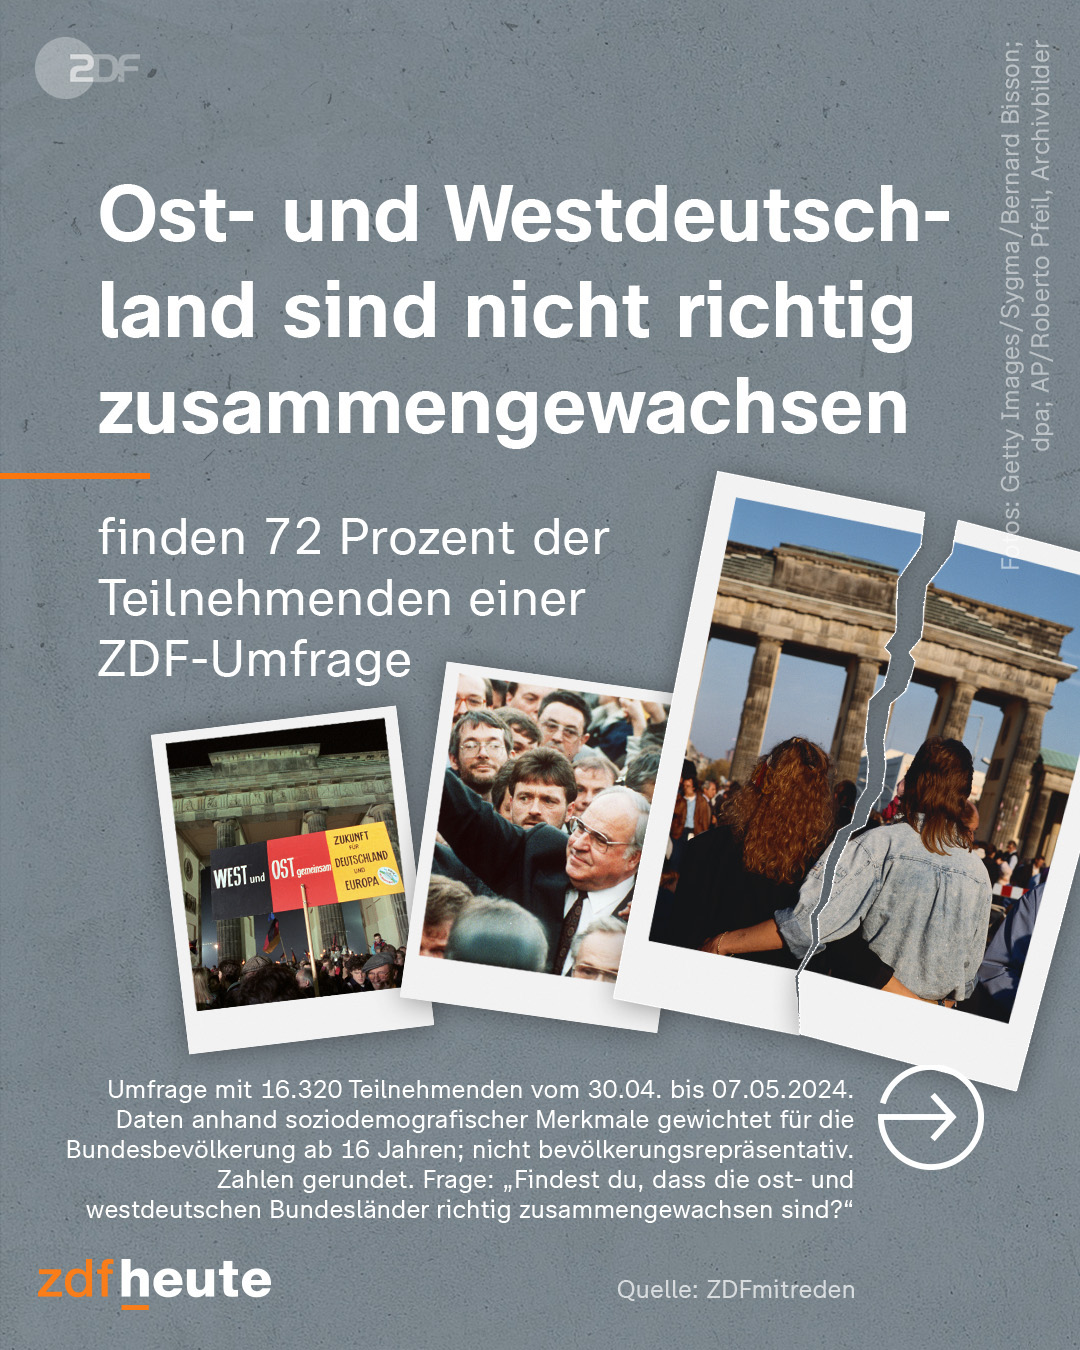 ZDF
Fotos: Getty Images/Sygma/Bernard Bisson;
dpa; AP/Roberto Pfeil, Archivbilder
Ost- und Westdeutsch-
land sind nicht richtig
zusammengewachsen
finden 72 Prozent der
Teilnehmenden einer
ZDF-Umfrage
WEST und
OST gemeinsam
ZUKUNFT
FÜR
DEUTSCHLAND
UND
EUROPA
Umfrage mit 16.320 Teilnehmenden vom 30.04. bis 07.05.2024.
Daten anhand soziodemografischer Merkmale gewichtet für die
Bundesbevölkerung ab 16 Jahren; nicht bevölkerungsrepräsentativ.
Zahlen gerundet. Frage: „Findest du, dass die ost- und
westdeutschen Bundesländer richtig zusammengewachsen sind?“
zdfheute
Quelle: ZDFmitreden